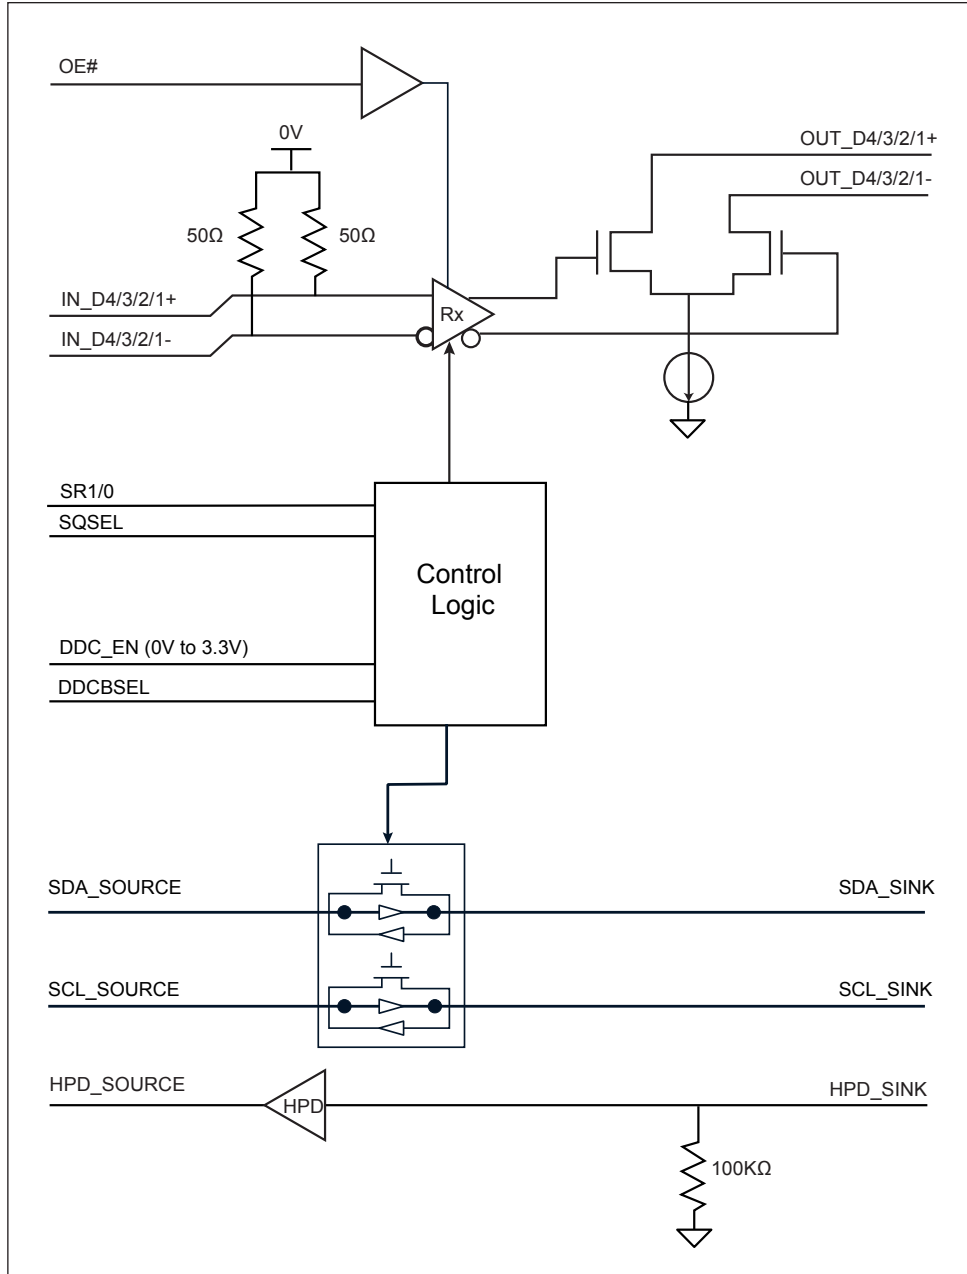 OE#
0V
OUT_D4/3/2/1+
OUT_D4/3/2/1-
50Ω
50Ω
IN_D4/3/2/1+
Rx
IN_D4/3/2/1-
SR1/0
SQSEL
Control
Logic
DDC_EN (0V to 3.3V)
DDCBSEL
SDA_SOURCE
SDA_SINK
SCL_SOURCE
SCL_SINK
HPD_SOURCE
HPD
HPD_SINK
100KΩ